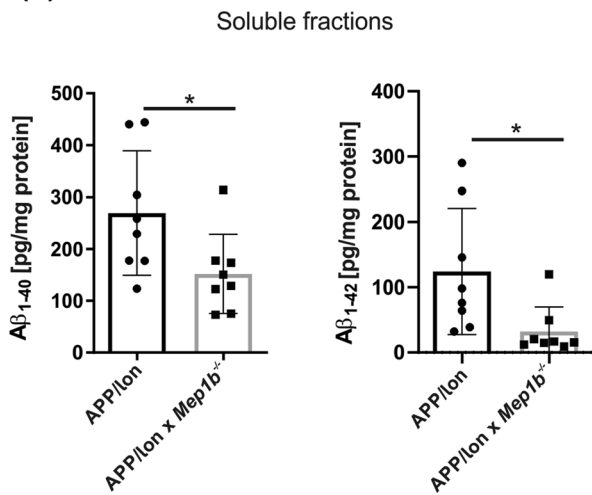 Soluble fractions
Aβ1-40 [pg/mg protein]
500
400
300
200
100
0
*
APP/lon
APP/lon x Mep1b-/-
Aβ1-42 [pg/mg protein]
400
300
200
100
0
*
APP/lon
APP/lon x Mep1b-/-